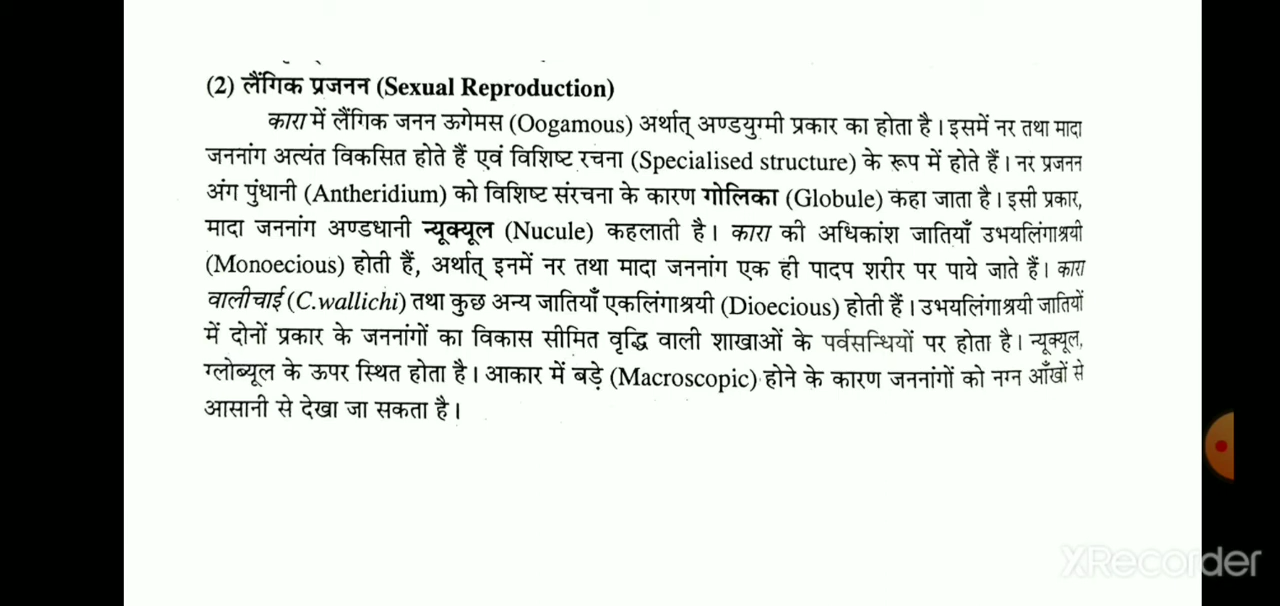 (2) लैंगिक प्रजनन (Sexual Reproduction)
कारा में लैंगिक जनन ऊगेमस (Oogamous) अर्थात् अण्डयुग्मी प्रकार का होता है। इसमें नर तथा मादा
जननांग अत्यंत विकसित होते हैं एवं विशिष्ट रचना (Specialised structure) के रूप में होते हैं। नर प्रजनन
अंग पुंधानी (Antheridium) को विशिष्ट संरचना के कारण गोलिका (Globule) कहा जाता है। इसी प्रकार,
मादा जननांग अण्डधानी न्यूक्यूल (Nucule) कहलाती है। कारा की अधिकांश जातियाँ उभयलिंगाश्रयी
(Monoecious) होती हैं, अर्थात् इनमें नर तथा मादा जननांग एक ही पादप शरीर पर पाये जाते हैं। कारा
वालीचाई (C.wallichi) तथा कुछ अन्य जातियाँ एकलिंगाश्रयी (Dioecious) होती हैं। उभयलिंगाश्रयी जातियों
में दोनों प्रकार के जननांगों का विकास सीमित वृद्धि वाली शाखाओं के पर्वसन्धियों पर होता है। न्यूक्यूल,
ग्लोब्यूल के ऊपर स्थित होता है। आकार में बड़े (Macroscopic) होने के कारण जननांगों को नग्न आँखों से
आसानी से देखा जा सकता है।
XRecorder